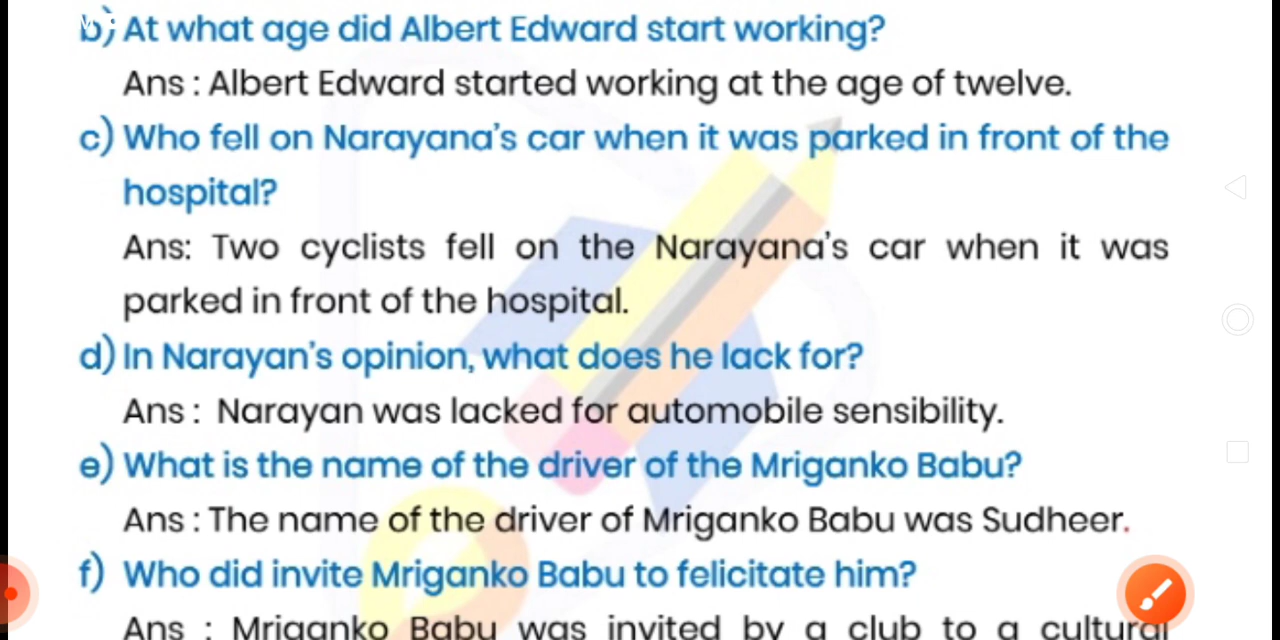 b) At what age did Albert Edward start working?
Ans : Albert Edward started working at the age of twelve.
c) Who fell on Narayana's car when it was parked in front of the
hospital?
Ans: Two cyclists fell on the Narayana's car when it was
parked in front of the hospital.
d) In Narayan's opinion, what does he lack for?
Ans : Narayan was lacked for automobile sensibility.
e) What is the name of the driver of the Mriganko Babu?
Ans : The name of the driver of Mriganko Babu was Sudheer.
f) Who did invite Mriganko Babu to felicitate him?
Ans : Mriganko Babu was invited by a club to a cultural